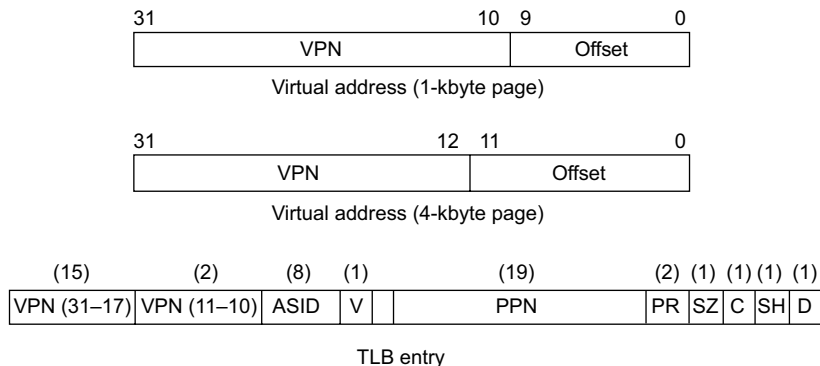 31 10 9 0
VPN Offset
Virtual address (1-kbyte page)
31 12 11 0
VPN Offset
Virtual address (4-kbyte page)
(15) (2) (8) (1) (19) (2) (1) (1) (1) (1)
VPN (31–17) VPN (11–10) ASID V PPN PR SZ C SH D
TLB entry